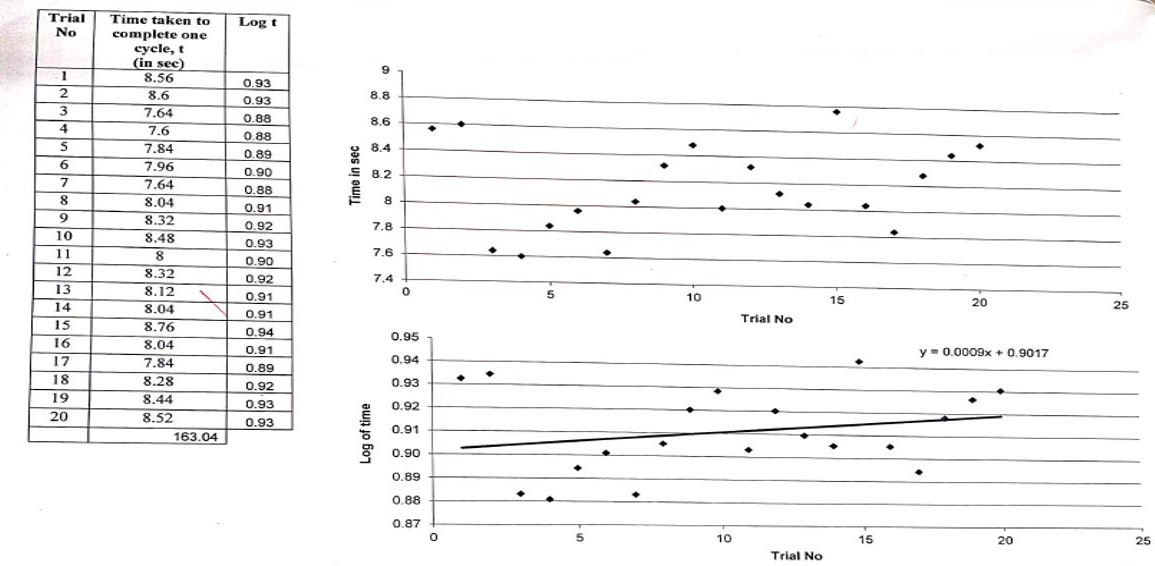 Trial No | Time taken to complete one cycle, t (in sec) | Log t
1 | 8.56 | 0.93
2 | 8.6 | 0.93
3 | 7.64 | 0.88
4 | 7.6 | 0.88
5 | 7.84 | 0.89
6 | 7.96 | 0.90
7 | 7.64 | 0.88
8 | 8.04 | 0.91
9 | 8.32 | 0.92
10 | 8.48 | 0.93
11 | 8 | 0.90
12 | 8.32 | 0.92
13 | 8.12 | 0.91
14 | 8.04 | 0.91
15 | 8.76 | 0.94
16 | 8.04 | 0.91
17 | 7.84 | 0.89
18 | 8.28 | 0.92
19 | 8.44 | 0.93
20 | 8.52 | 0.93
163.04
Time in sec
9
8.8
8.6
8.4
8.2
8
7.8
7.6
7.4
0 5 10 15 20 25
Trial No
Log of time
y = 0.0009x + 0.9017
0.95
0.94
0.93
0.92
0.91
0.90
0.89
0.88
0.87
0 5 10 15 20 25
Trial No